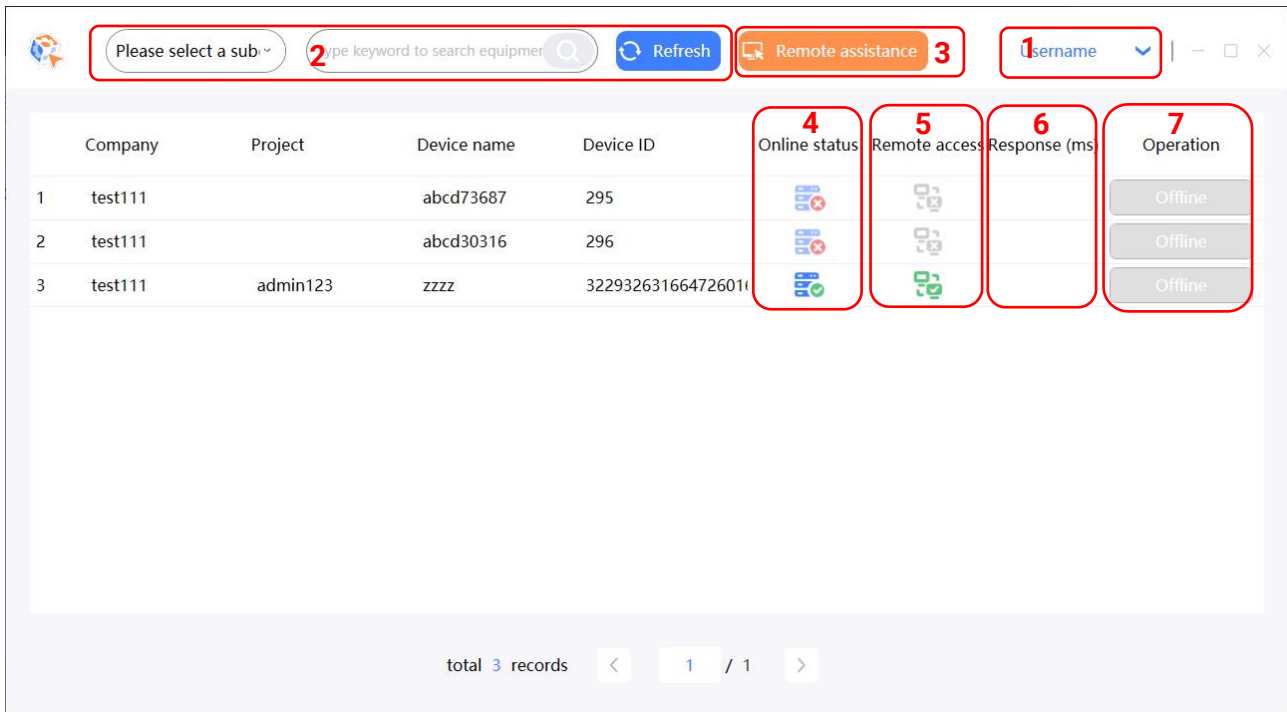 Please select a sub
2
ype keyword to search equipmen
Refresh
Remote assistance
3
1
Username
4
5
6
7
Company Project Device name Device ID Online status Remote access Response (ms) Operation
1 test111 abcd73687 295 Offline
2 test111 abcd30316 296 Offline
3 test111 admin123 zzzz 322932631664726016 Offline
total 3 records 1 / 1